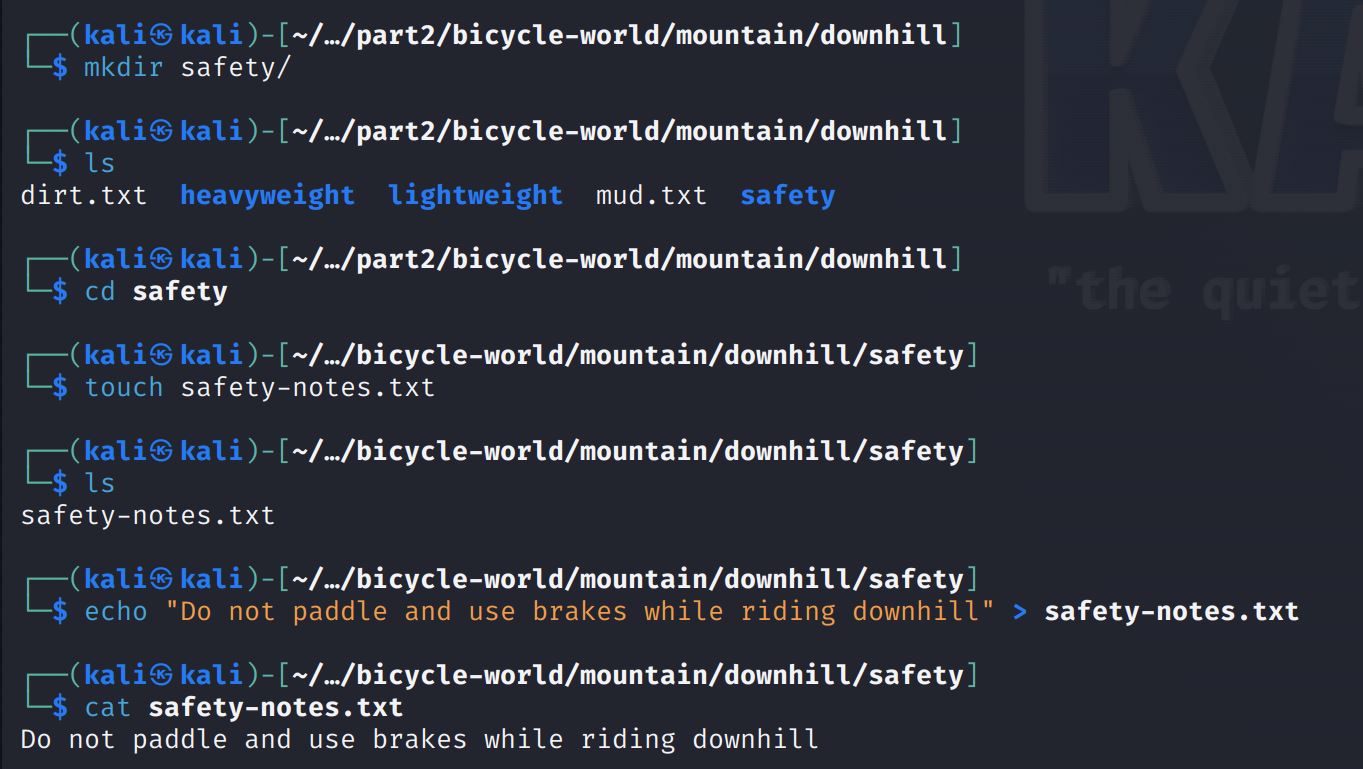 ┌──(kali㉿kali)-[~/…/part2/bicycle-world/mountain/downhill]
└─$ mkdir safety/
┌──(kali㉿kali)-[~/…/part2/bicycle-world/mountain/downhill]
└─$ ls
dirt.txt  heavyweight  lightweight  mud.txt  safety
┌──(kali㉿kali)-[~/…/part2/bicycle-world/mountain/downhill]
└─$ cd safety
┌──(kali㉿kali)-[~/…/bicycle-world/mountain/downhill/safety]
└─$ touch safety-notes.txt
┌──(kali㉿kali)-[~/…/bicycle-world/mountain/downhill/safety]
└─$ ls
safety-notes.txt
┌──(kali㉿kali)-[~/…/bicycle-world/mountain/downhill/safety]
└─$ echo "Do not paddle and use brakes while riding downhill" > safety-notes.txt
┌──(kali㉿kali)-[~/…/bicycle-world/mountain/downhill/safety]
└─$ cat safety-notes.txt
Do not paddle and use brakes while riding downhill
KA
"the quiet